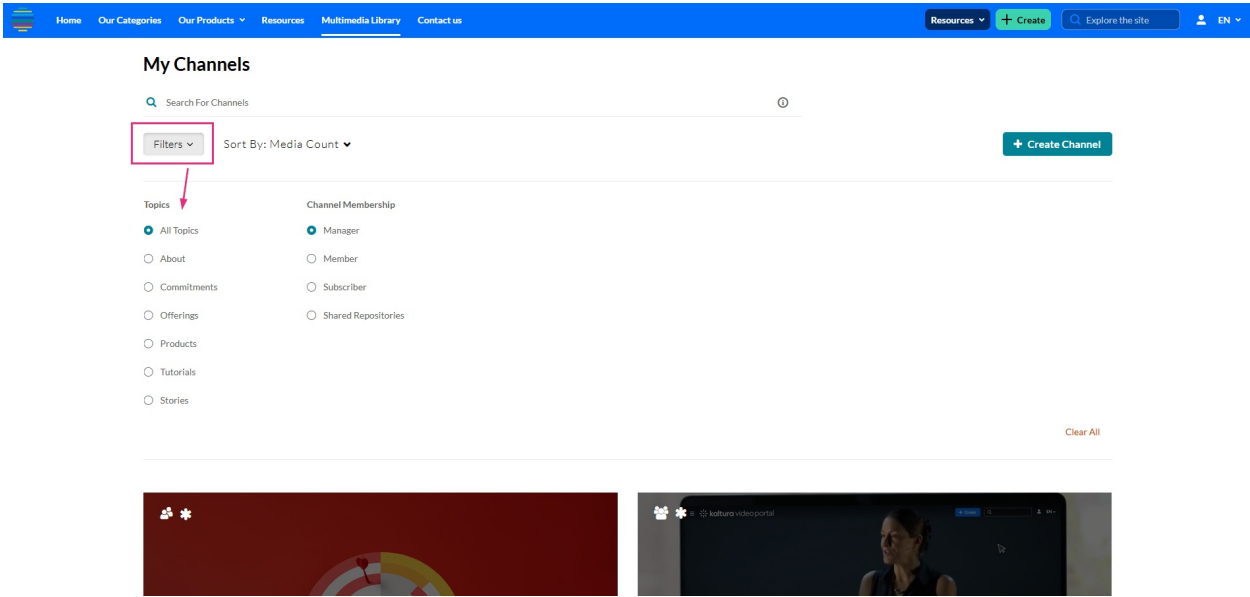 Home Our Categories Our Products Resources Multimedia Library Contact us Resources + Create Explore the site EN
My Channels
Search For Channels
Filters Sort By: Media Count + Create Channel
Topics Channel Membership
All Topics Manager
About Member
Commitments Subscriber
Offerings Shared Repositories
Products
Tutorials
Stories
Clear All
kaltura video portal + Create EN